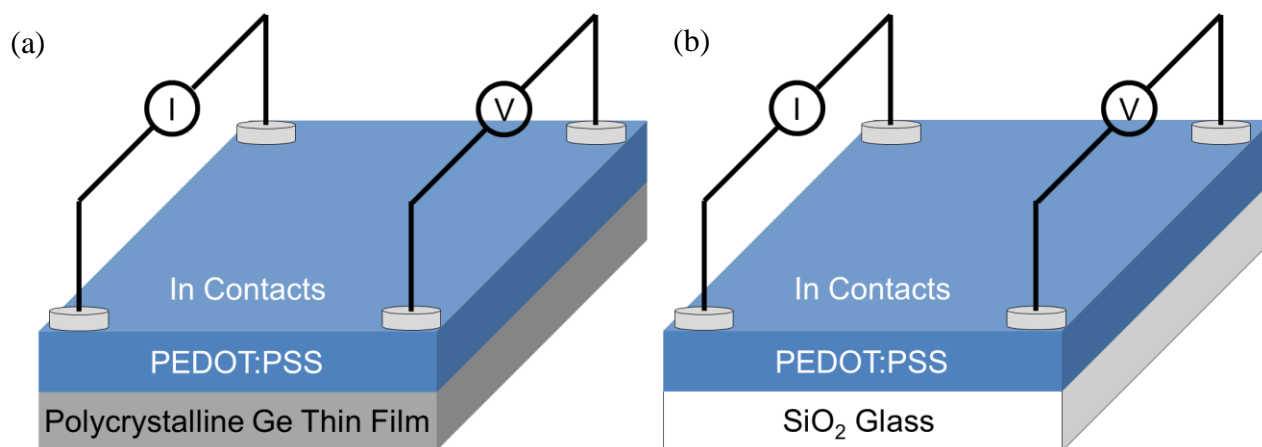 (a)
I
V
In Contacts
PEDOT:PSS
Polycrystalline Ge Thin Film
(b)
I
V
In Contacts
PEDOT:PSS
SiO₂ Glass